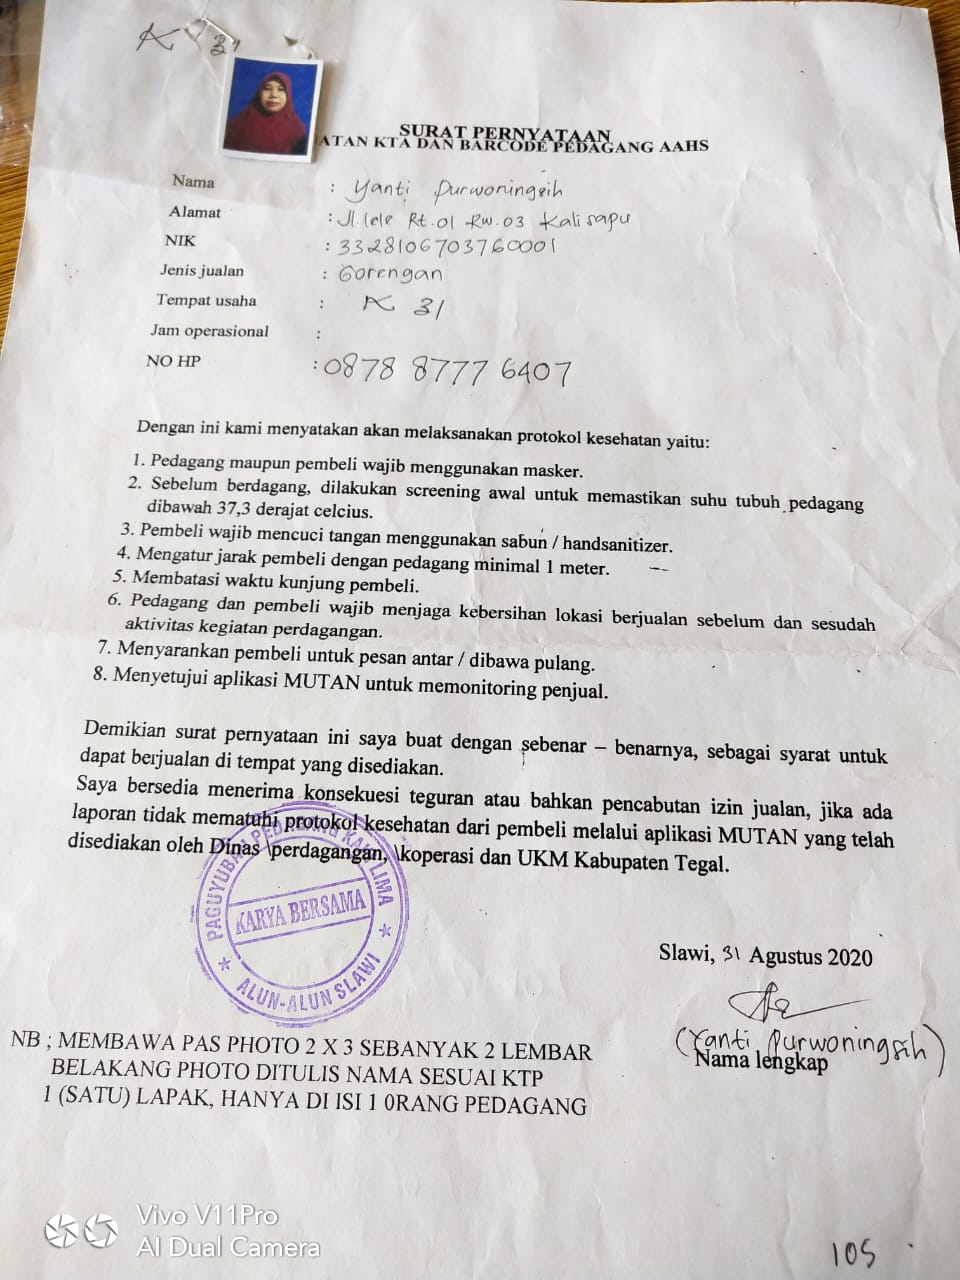 K 31
SURAT PERNYATAAN
ATAN KTA DAN BARCODE PEDAGANG AAHS
Nama : Yanti Purwoningsih
Alamat : Jl. lele Rt.01 Rw.03 Kalisapu
NIK : 3328106703760001
Jenis jualan : Gorengan
Tempat usaha : K 31
Jam operasional :
NO HP : 0878 8777 6407
Dengan ini kami menyatakan akan melaksanakan protokol kesehatan yaitu:
1. Pedagang maupun pembeli wajib menggunakan masker.
2. Sebelum berdagang, dilakukan screening awal untuk memastikan suhu tubuh pedagang
dibawah 37,3 derajat celcius.
3. Pembeli wajib mencuci tangan menggunakan sabun / handsanitizer.
4. Mengatur jarak pembeli dengan pedagang minimal 1 meter.
5. Membatasi waktu kunjung pembeli.
6. Pedagang dan pembeli wajib menjaga kebersihan lokasi berjualan sebelum dan sesudah
aktivitas kegiatan perdagangan.
7. Menyarankan pembeli untuk pesan antar / dibawa pulang.
8. Menyetujui aplikasi MUTAN untuk memonitoring penjual.
Demikian surat pernyataan ini saya buat dengan sebenar – benarnya, sebagai syarat untuk
dapat berjualan di tempat yang disediakan.
Saya bersedia menerima konsekuesi teguran atau bahkan pencabutan izin jualan, jika ada
laporan tidak mematuhi protokol kesehatan dari pembeli melalui aplikasi MUTAN yang telah
disediakan oleh Dinas \perdagangan, \koperasi dan UKM Kabupaten Tegal.
PAGUYUBAN PEDAGANG KAKI LIMA
KARYA BERSAMA
ALUN-ALUN SLAWI
Slawi, 31 Agustus 2020
(Yanti Purwoningsih)
Nama lengkap
NB ; MEMBAWA PAS PHOTO 2 X 3 SEBANYAK 2 LEMBAR
BELAKANG PHOTO DITULIS NAMA SESUAI KTP
1 (SATU) LAPAK, HANYA DI ISI 1 0RANG PEDAGANG
Vivo V11Pro
AI Dual Camera
105